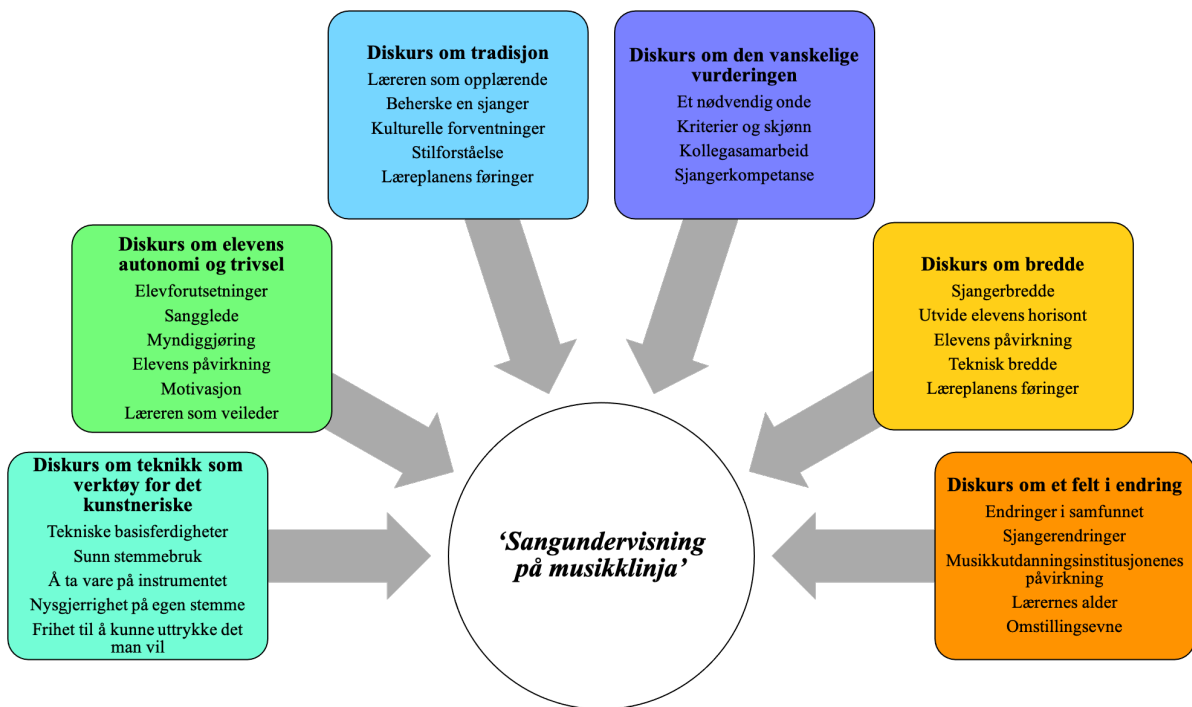 Diskurs om tradisjon
Læreren som opplærende
Beherske en sjanger
Kulturelle forventninger
Stilforståelse
Læreplanens føringer
Diskurs om den vanskelige
vurderingen
Et nødvendig onde
Kriterier og skjønn
Kollegasamarbeid
Sjangerkompetanse
Diskurs om elevens
autonomi og trivsel
Elevforutsetninger
Sangglede
Myndiggjøring
Elevens påvirkning
Motivasjon
Læreren som veileder
Diskurs om bredde
Sjangerbredde
Utvide elevens horisont
Elevens påvirkning
Teknisk bredde
Læreplanens føringer
Diskurs om teknikk som
verktøy for det
kunstneriske
Tekniske basisferdigheter
Sunn stemmebruk
Å ta vare på instrumentet
Nysgjerrighet på egen stemme
Frihet til å kunne uttrykke det
man vil
‘Sangundervisning
på musikklinja’
Diskurs om et felt i endring
Endringer i samfunnet
Sjangerendringer
Musikkutdanningsinstitusjonenes
påvirkning
Lærernes alder
Omstillingsevne